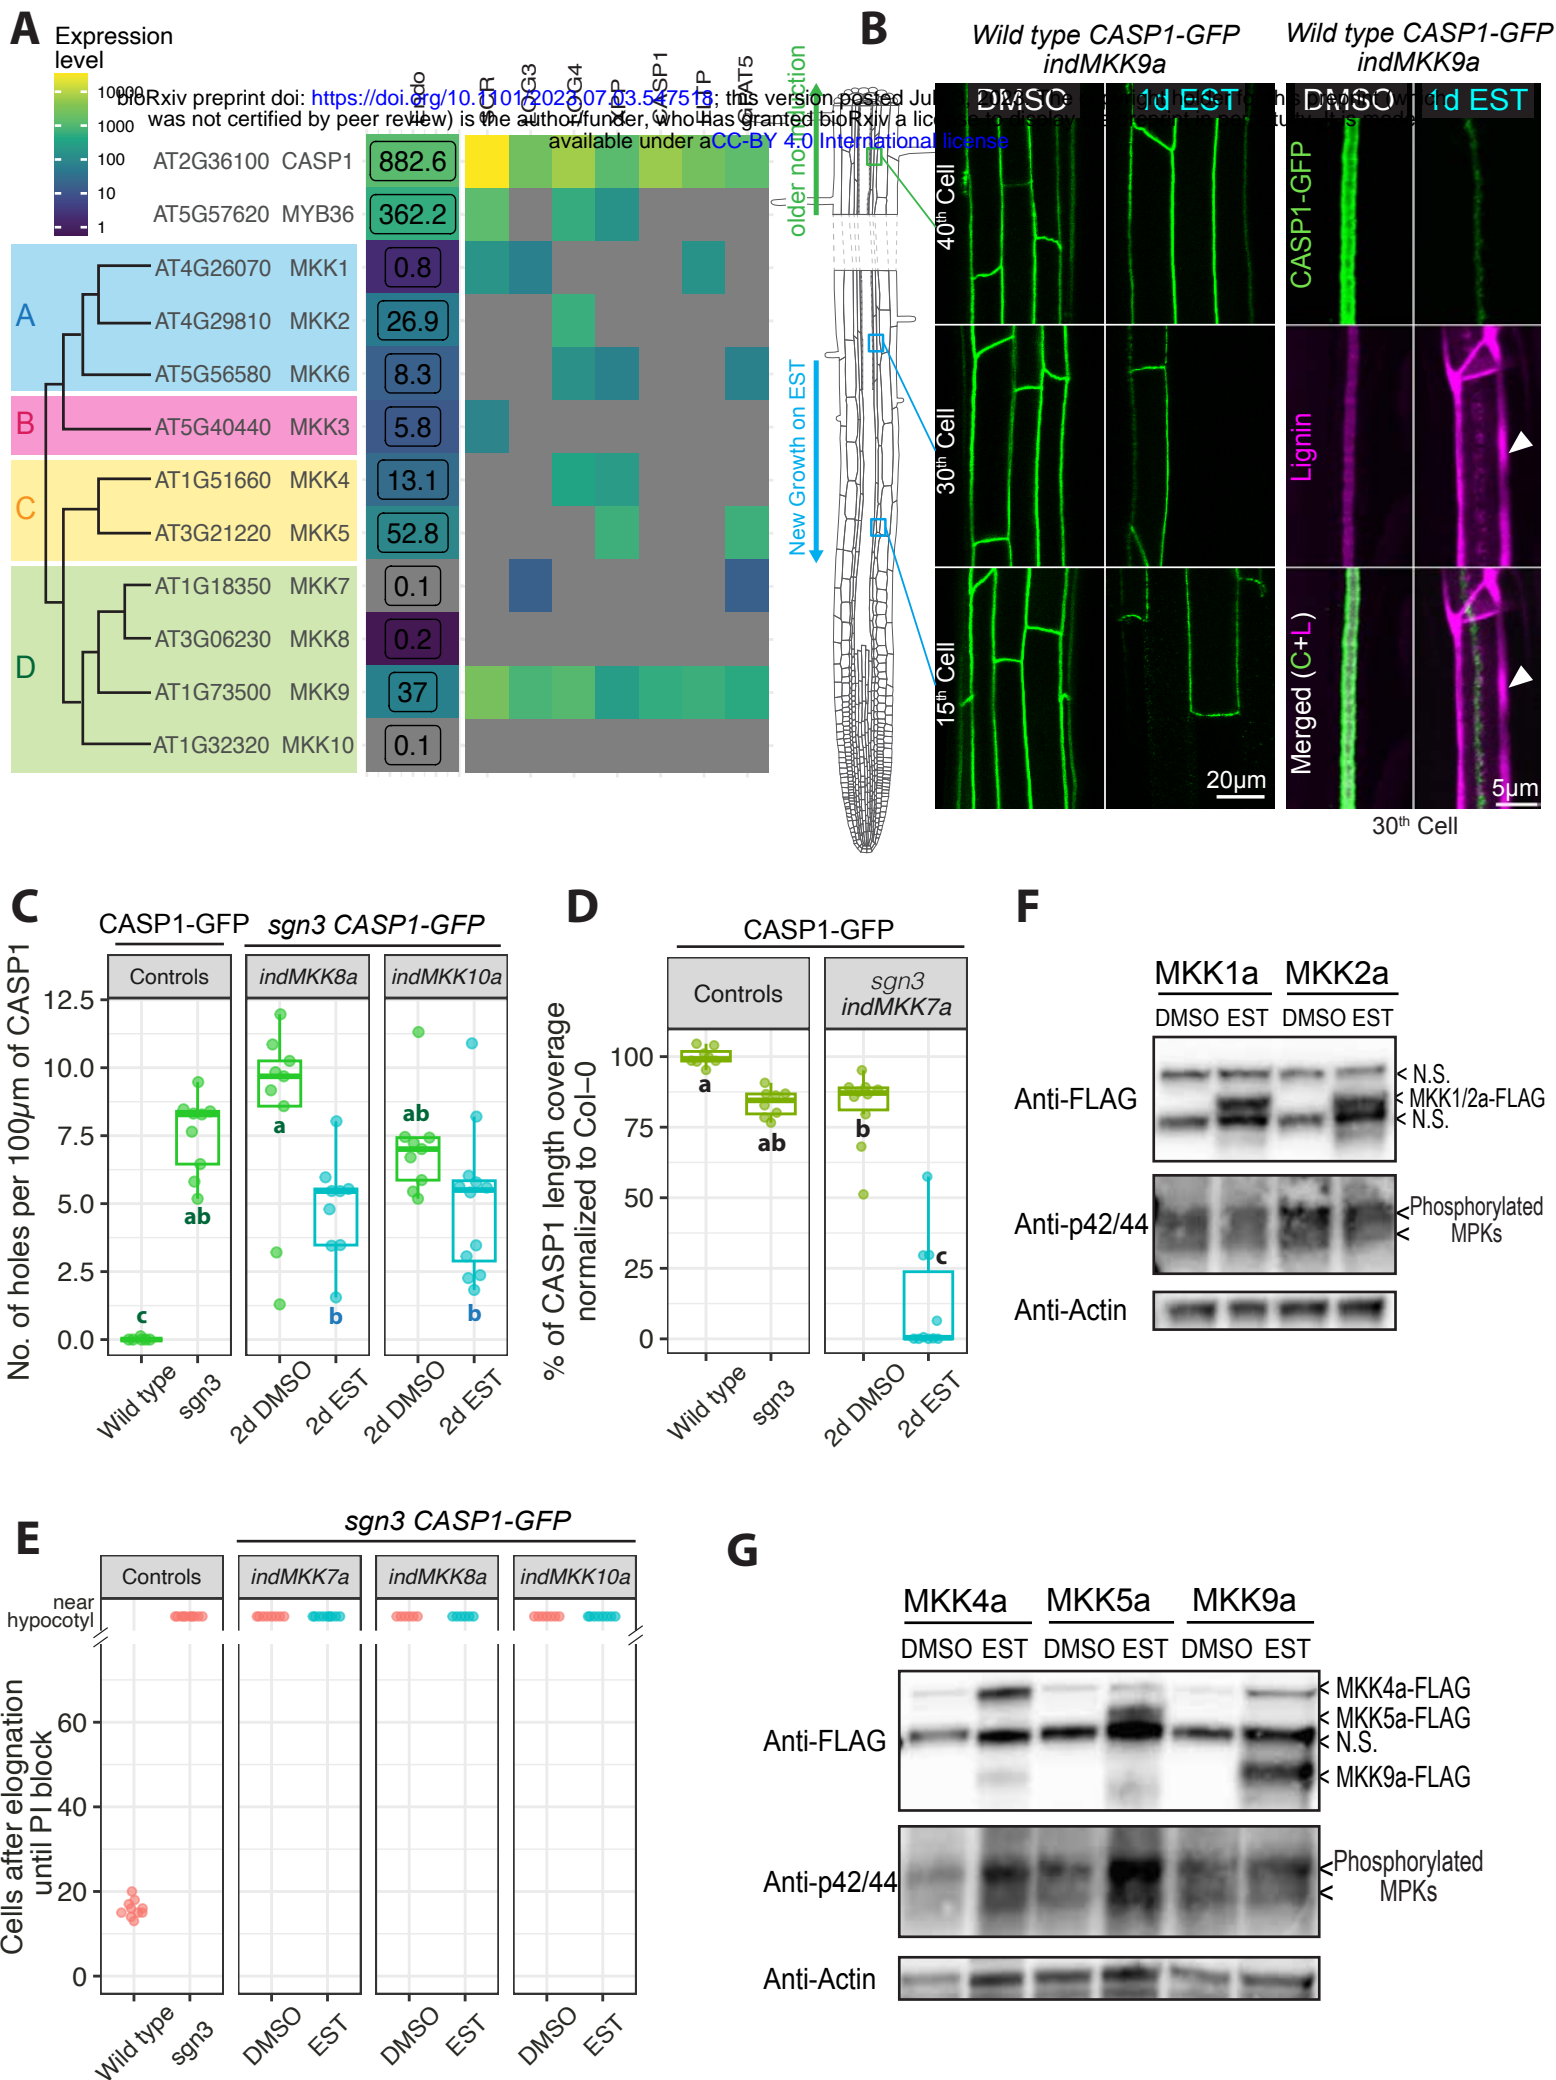 A
Expression
level
10000
1000
100
10
1
bioRxiv preprint doi: https://doi.org/10.1101/2023.07.03.547518; this version posted
was not certified by peer review) is the author/funder, who has granted bioRxiv a
available under aCC-BY 4.0 International license
Endo
CASP1
AT2G36100 CASP1 882.6
AT5G57620 MYB36 362.2
A
AT4G26070 MKK1 0.8
AT4G29810 MKK2 26.9
AT5G56580 MKK6 8.3
B
AT5G40440 MKK3 5.8
C
AT1G51660 MKK4 13.1
AT3G21220 MKK5 52.8
D
AT1G18350 MKK7 0.1
AT3G06230 MKK8 0.2
AT1G73500 MKK9 37
AT1G32320 MKK10 0.1
older no induction
New Growth on EST
B
Wild type CASP1-GFP
indMKK9a
DMSO 1d EST
40th Cell
30th Cell
15th Cell
20µm
Wild type CASP1-GFP
indMKK9a
DMSO 1d EST
CASP1-GFP
Lignin
Merged (C+L)
5µm
30th Cell
C
CASP1-GFP
sgn3 CASP1-GFP
Controls
indMKK8a
indMKK10a
No. of holes per 100µm of CASP1
12.5
10.0
7.5
5.0
2.5
0.0
c
ab
a
b
ab
b
Wild type
sgn3
2d DMSO
2d EST
2d DMSO
2d EST
D
CASP1-GFP
Controls
sgn3
indMKK7a
% of CASP1 length coverage
normalized to Col–0
100
75
50
25
0
a
ab
b
c
Wild type
sgn3
2d DMSO
2d EST
F
MKK1a MKK2a
DMSO EST DMSO EST
Anti-FLAG
< N.S.
< MKK1/2a-FLAG
< N.S.
Anti-p42/44
< Phosphorylated
< MPKs
Anti-Actin
E
sgn3 CASP1-GFP
Controls
indMKK7a
indMKK8a
indMKK10a
near
hypocotyl
Cells after elognation
until PI block
60
40
20
0
Wild type
sgn3
DMSO
EST
DMSO
EST
DMSO
EST
G
MKK4a MKK5a MKK9a
DMSO EST DMSO EST DMSO EST
Anti-FLAG
< MKK4a-FLAG
< MKK5a-FLAG
< N.S.
< MKK9a-FLAG
Anti-p42/44
< Phosphorylated
< MPKs
Anti-Actin